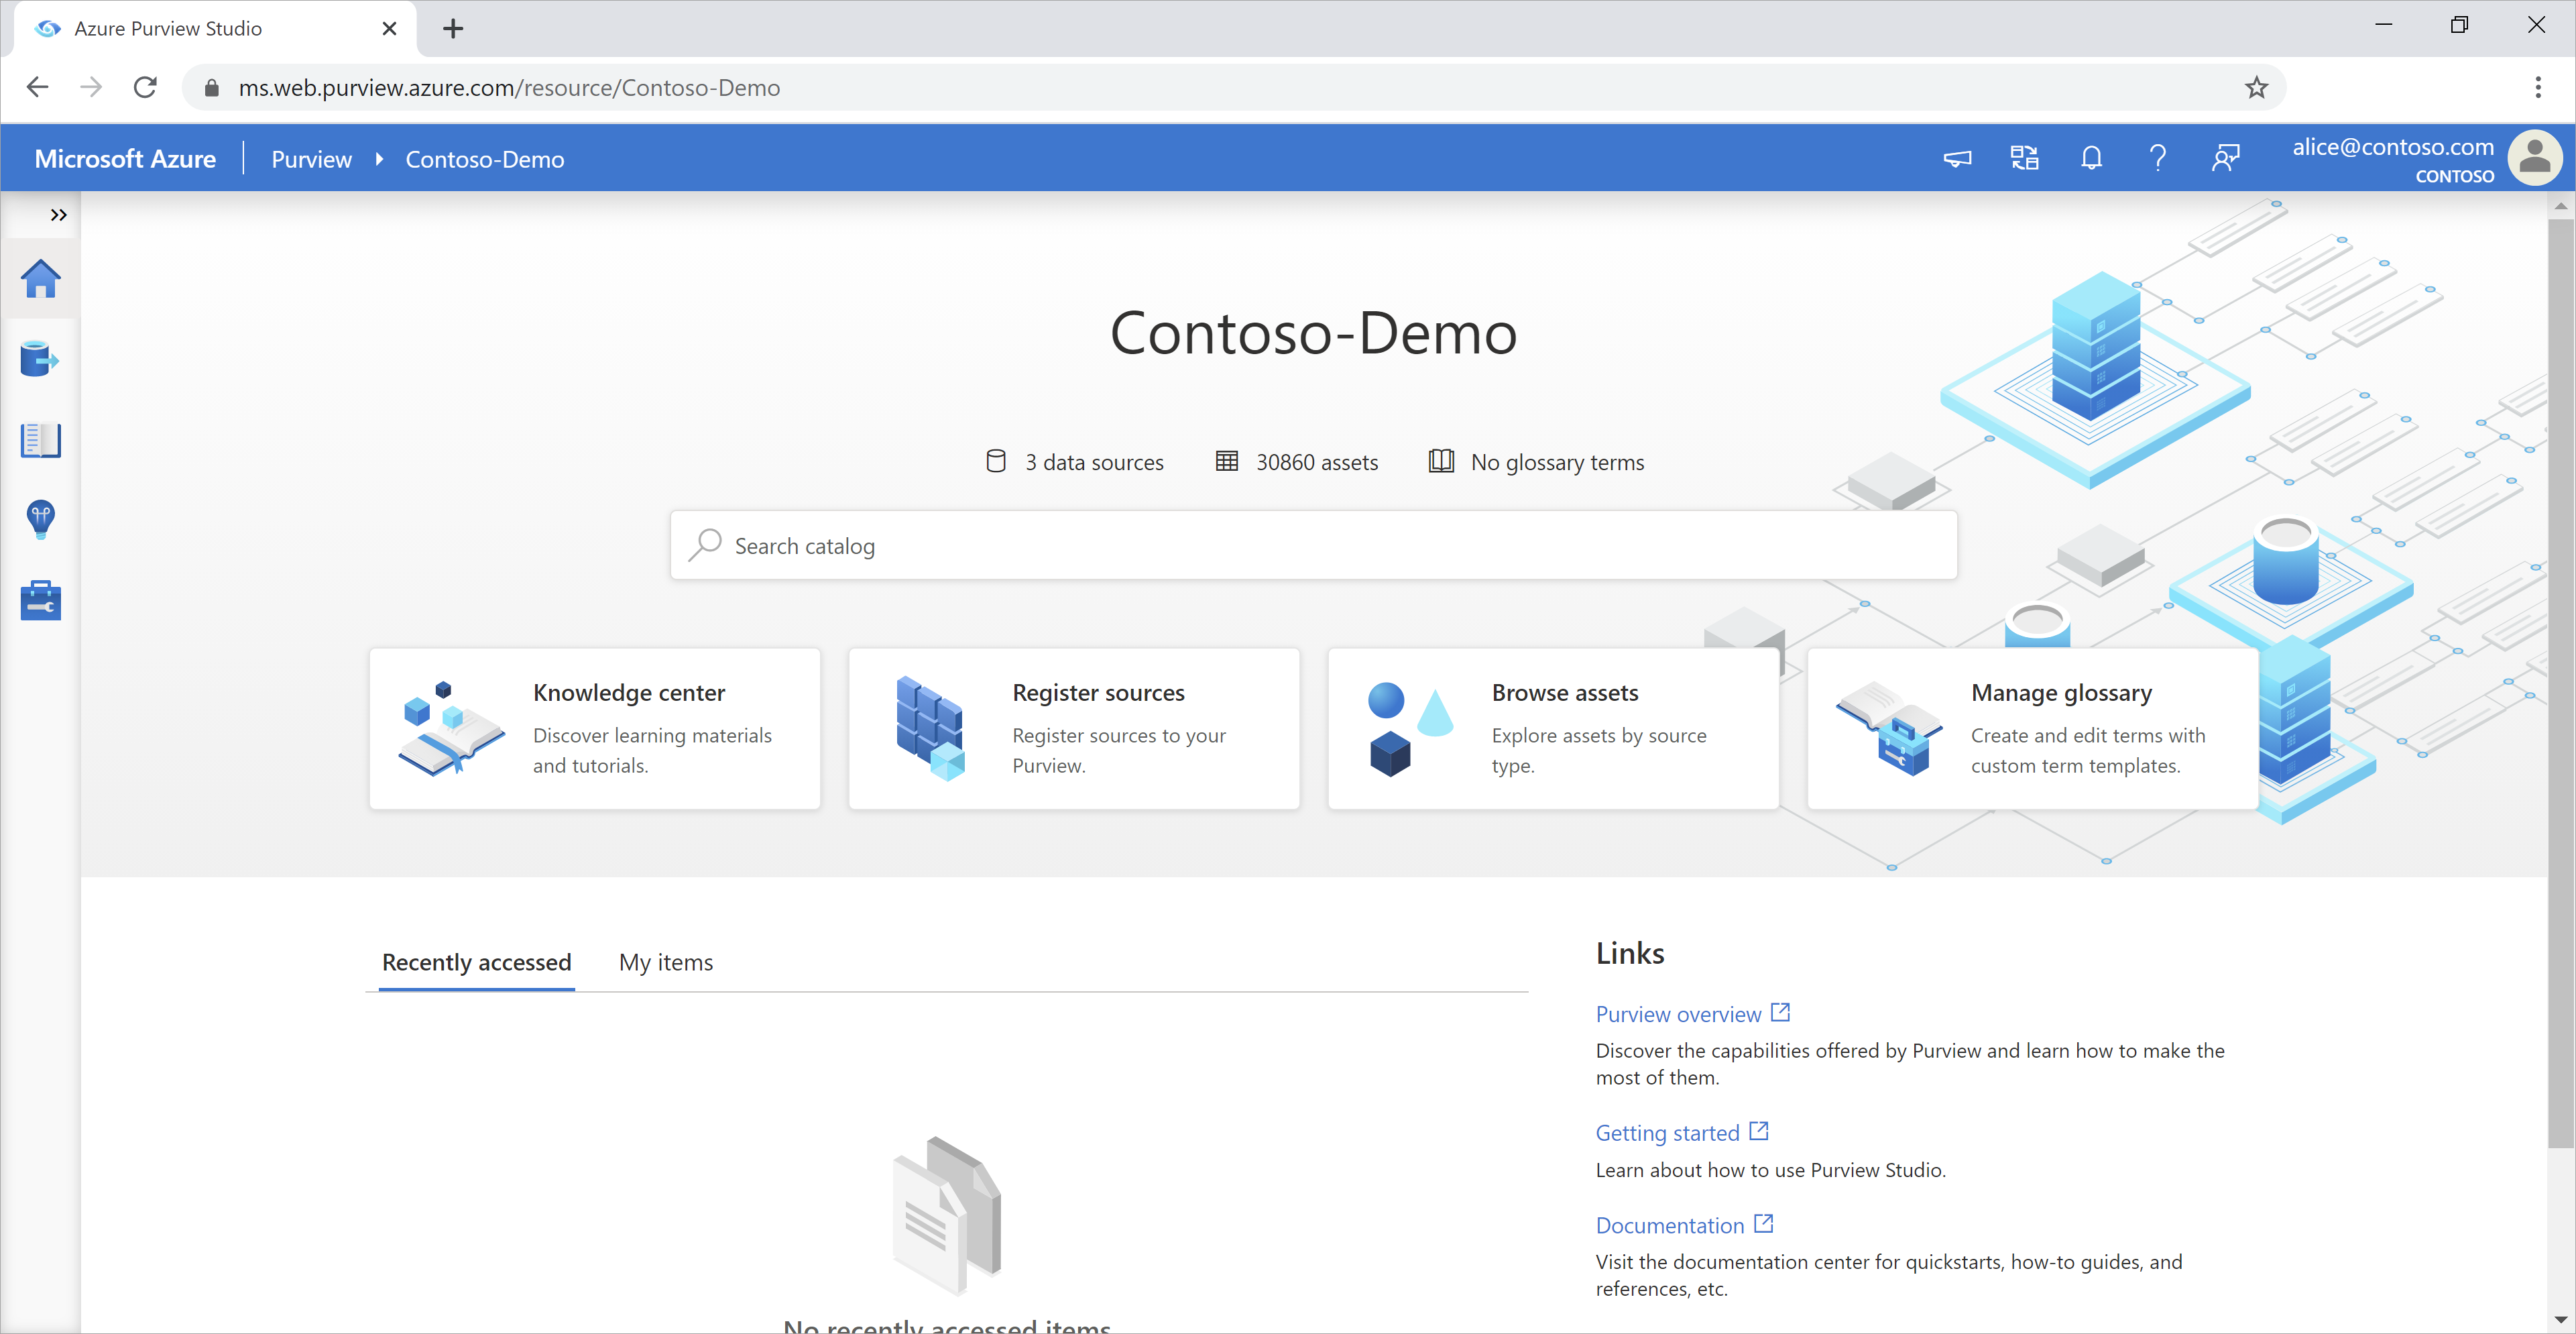 Azure Purview Studio
ms.web.purview.azure.com/resource/Contoso-Demo
Microsoft Azure
Purview
Contoso-Demo
alice@contoso.com
CONTOSO
Contoso-Demo
3 data sources
30860 assets
No glossary terms
Search catalog
Knowledge center
Discover learning materials
and tutorials.
Register sources
Register sources to your
Purview.
Browse assets
Explore assets by source
type.
Manage glossary
Create and edit terms with
custom term templates.
Recently accessed
My items
No recently accessed items
Links
Purview overview
Discover the capabilities offered by Purview and learn how to make the
most of them.
Getting started
Learn about how to use Purview Studio.
Documentation
Visit the documentation center for quickstarts, how-to guides, and
references, etc.